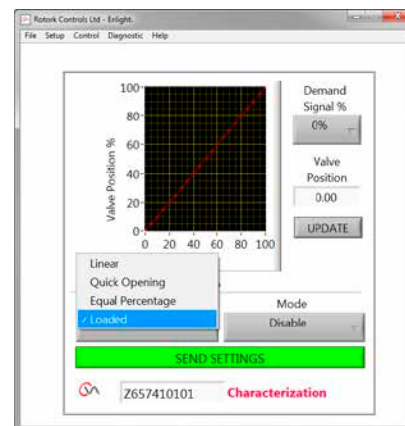 Rotork Controls Ltd - Enlight.
File Setup Control Diagnostic Help
Demand
Signal %
0%
Valve
Position
0.00
UPDATE
Valve Position %
100
80
60
40
20
0
0 20 40 60 80 100
Linear
Quick Opening
Equal Percentage
✓ Loaded
Mode
Disable
SEND SETTINGS
Z657410101
Characterization